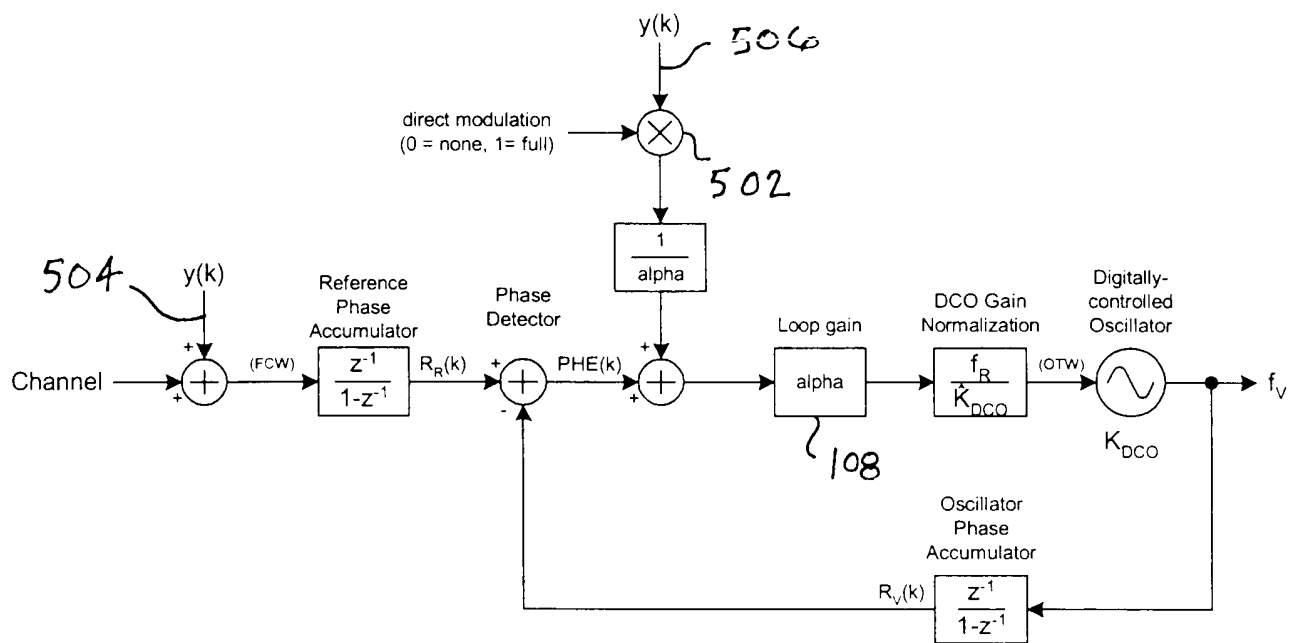 y(k)
506
direct modulation
(0 = none, 1= full)
502
1
alpha
504
y(k)
Reference
Phase
Accumulator
Phase
Detector
Loop gain
DCO Gain
Normalization
Digitally-
controlled
Oscillator
Channel
+
+
(FCW)
z⁻¹
1-z⁻¹
R_R(k)
+
-
PHE(k)
+
+
alpha
108
f_R
K̂_DCO
(OTW)
K_DCO
f_V
Oscillator
Phase
Accumulator
R_V(k)
z⁻¹
1-z⁻¹